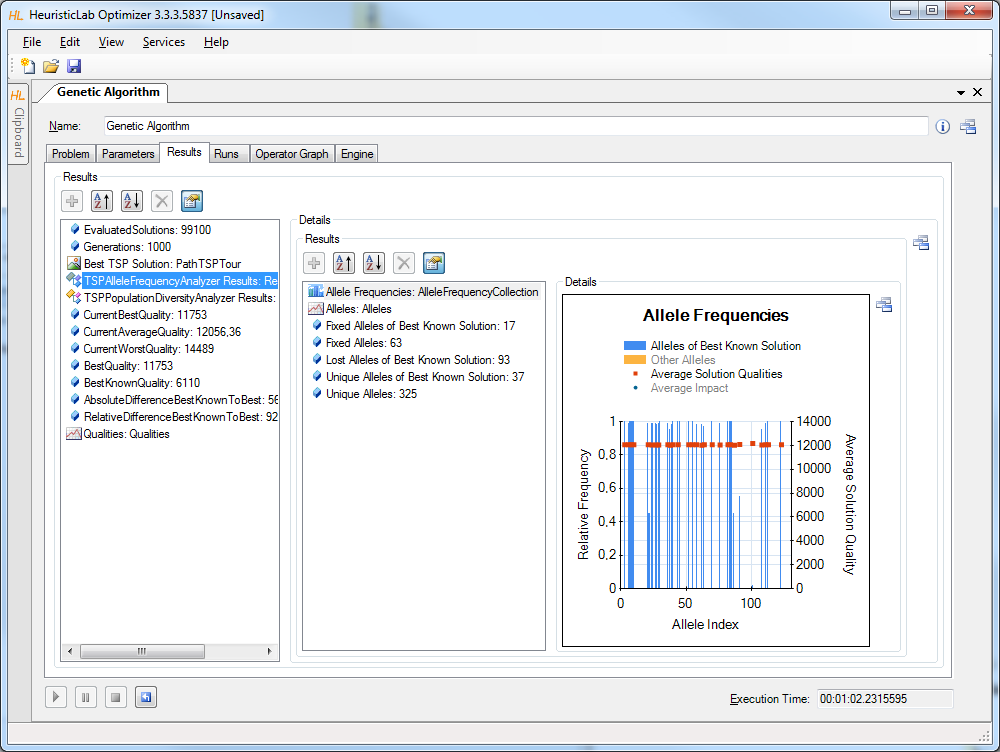 HL HeuristicLab Optimizer 3.3.3.5837 [Unsaved]
File Edit View Services Help
HL Clipboard
Genetic Algorithm
Name: Genetic Algorithm
Problem Parameters Results Runs Operator Graph Engine
Results
EvaluatedSolutions: 99100
Generations: 1000
Best TSP Solution: PathTSPTour
TSPAlleleFrequencyAnalyzer Results: Re
TSPPopulationDiversityAnalyzer Results:
CurrentBestQuality: 11753
CurrentAverageQuality: 12056,36
CurrentWorstQuality: 14489
BestQuality: 11753
BestKnownQuality: 6110
AbsoluteDifferenceBestKnownToBest: 56
RelativeDifferenceBestKnownToBest: 92
Qualities: Qualities
Details
Results
Allele Frequencies: AlleleFrequencyCollection
Alleles: Alleles
Fixed Alleles of Best Known Solution: 17
Fixed Alleles: 63
Lost Alleles of Best Known Solution: 93
Unique Alleles of Best Known Solution: 37
Unique Alleles: 325
Details
Allele Frequencies
Alleles of Best Known Solution
Other Alleles
Average Solution Qualities
Average Impact
Relative Frequency
1
0,8
0,6
0,4
0,2
0
14000
12000
10000
8000
6000
4000
2000
0
Average Solution Quality
0 50 100
Allele Index
Execution Time: 00:01:02.2315595